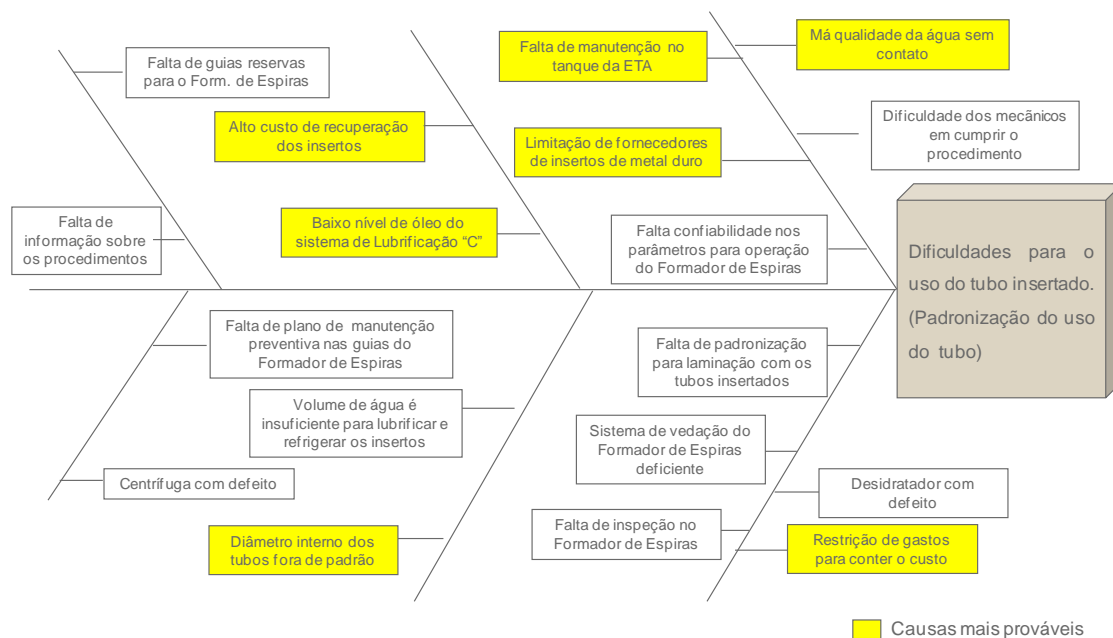 Falta de guias reservas
para o Form. de Espiras
Alto custo de recuperação
dos insertos
Falta de manutenção no
tanque da ETA
Má qualidade da água sem
contato
Limitação de fornecedores
de insertos de metal duro
Dificuldade dos mecânicos
em cumprir o
procedimento
Falta de
informação sobre
os procedimentos
Baixo nível de óleo do
sistema de Lubrificação “C”
Falta confiabilidade nos
parâmetros para operação
do Formador de Espiras
Dificuldades para o
uso do tubo insertado.
(Padronização do uso
do tubo)
Falta de plano de manutenção
preventiva nas guias do
Formador de Espiras
Falta de padronização
para laminação com os
tubos insertados
Volume de água é
insuficiente para lubrificar e
refrigerar os insertos
Sistema de vedação do
Formador de Espiras
deficiente
Centrífuga com defeito
Desidratador com
defeito
Diâmetro interno dos
tubos fora de padrão
Falta de inspeção no
Formador de Espiras
Restrição de gastos
para conter o custo
Causas mais prováveis